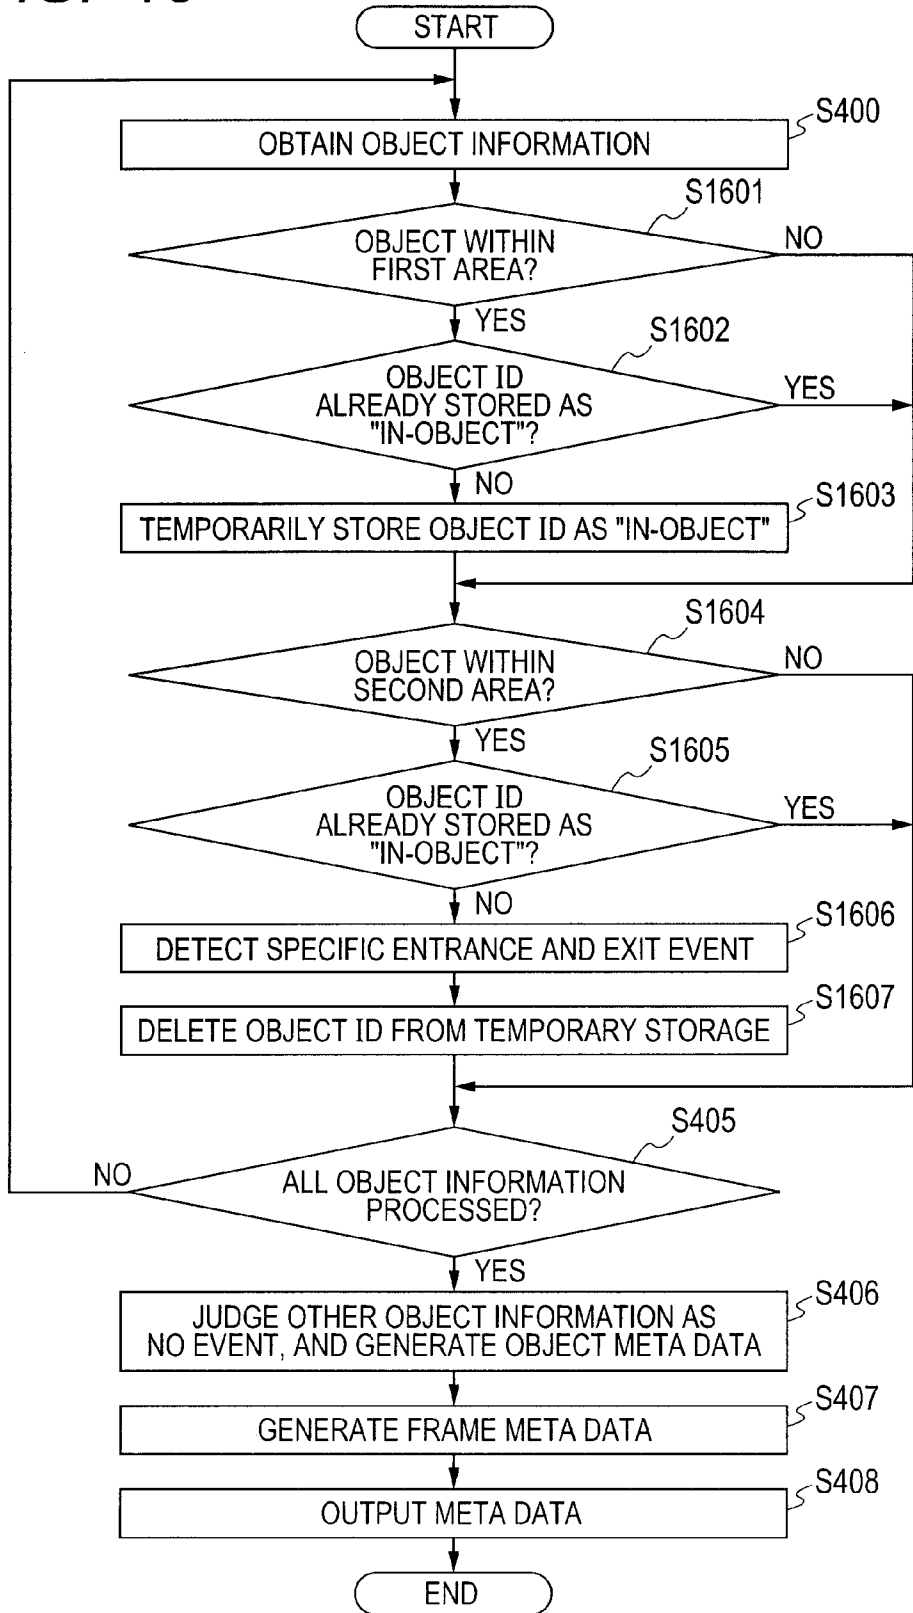 START
S400
OBTAIN OBJECT INFORMATION
S1601
OBJECT WITHIN
FIRST AREA?
NO
YES
S1602
OBJECT ID
ALREADY STORED AS
"IN-OBJECT"?
YES
NO
S1603
TEMPORARILY STORE OBJECT ID AS "IN-OBJECT"
S1604
OBJECT WITHIN
SECOND AREA?
NO
YES
S1605
OBJECT ID
ALREADY STORED AS
"IN-OBJECT"?
YES
NO
S1606
DETECT SPECIFIC ENTRANCE AND EXIT EVENT
S1607
DELETE OBJECT ID FROM TEMPORARY STORAGE
S405
NO
ALL OBJECT INFORMATION
PROCESSED?
YES
S406
JUDGE OTHER OBJECT INFORMATION AS
NO EVENT, AND GENERATE OBJECT META DATA
S407
GENERATE FRAME META DATA
S408
OUTPUT META DATA
END